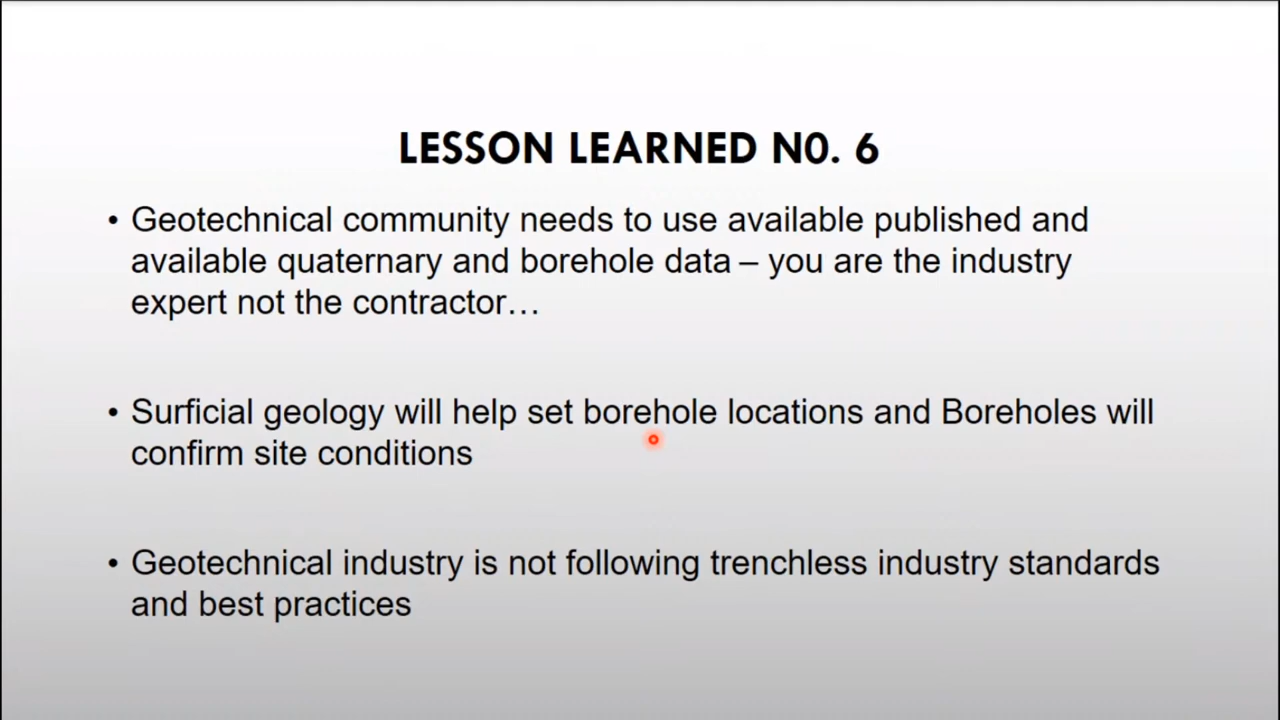 LESSON LEARNED N0. 6
• Geotechnical community needs to use available published and
available quaternary and borehole data – you are the industry
expert not the contractor…
• Surficial geology will help set borehole locations and Boreholes will
confirm site conditions
• Geotechnical industry is not following trenchless industry standards
and best practices